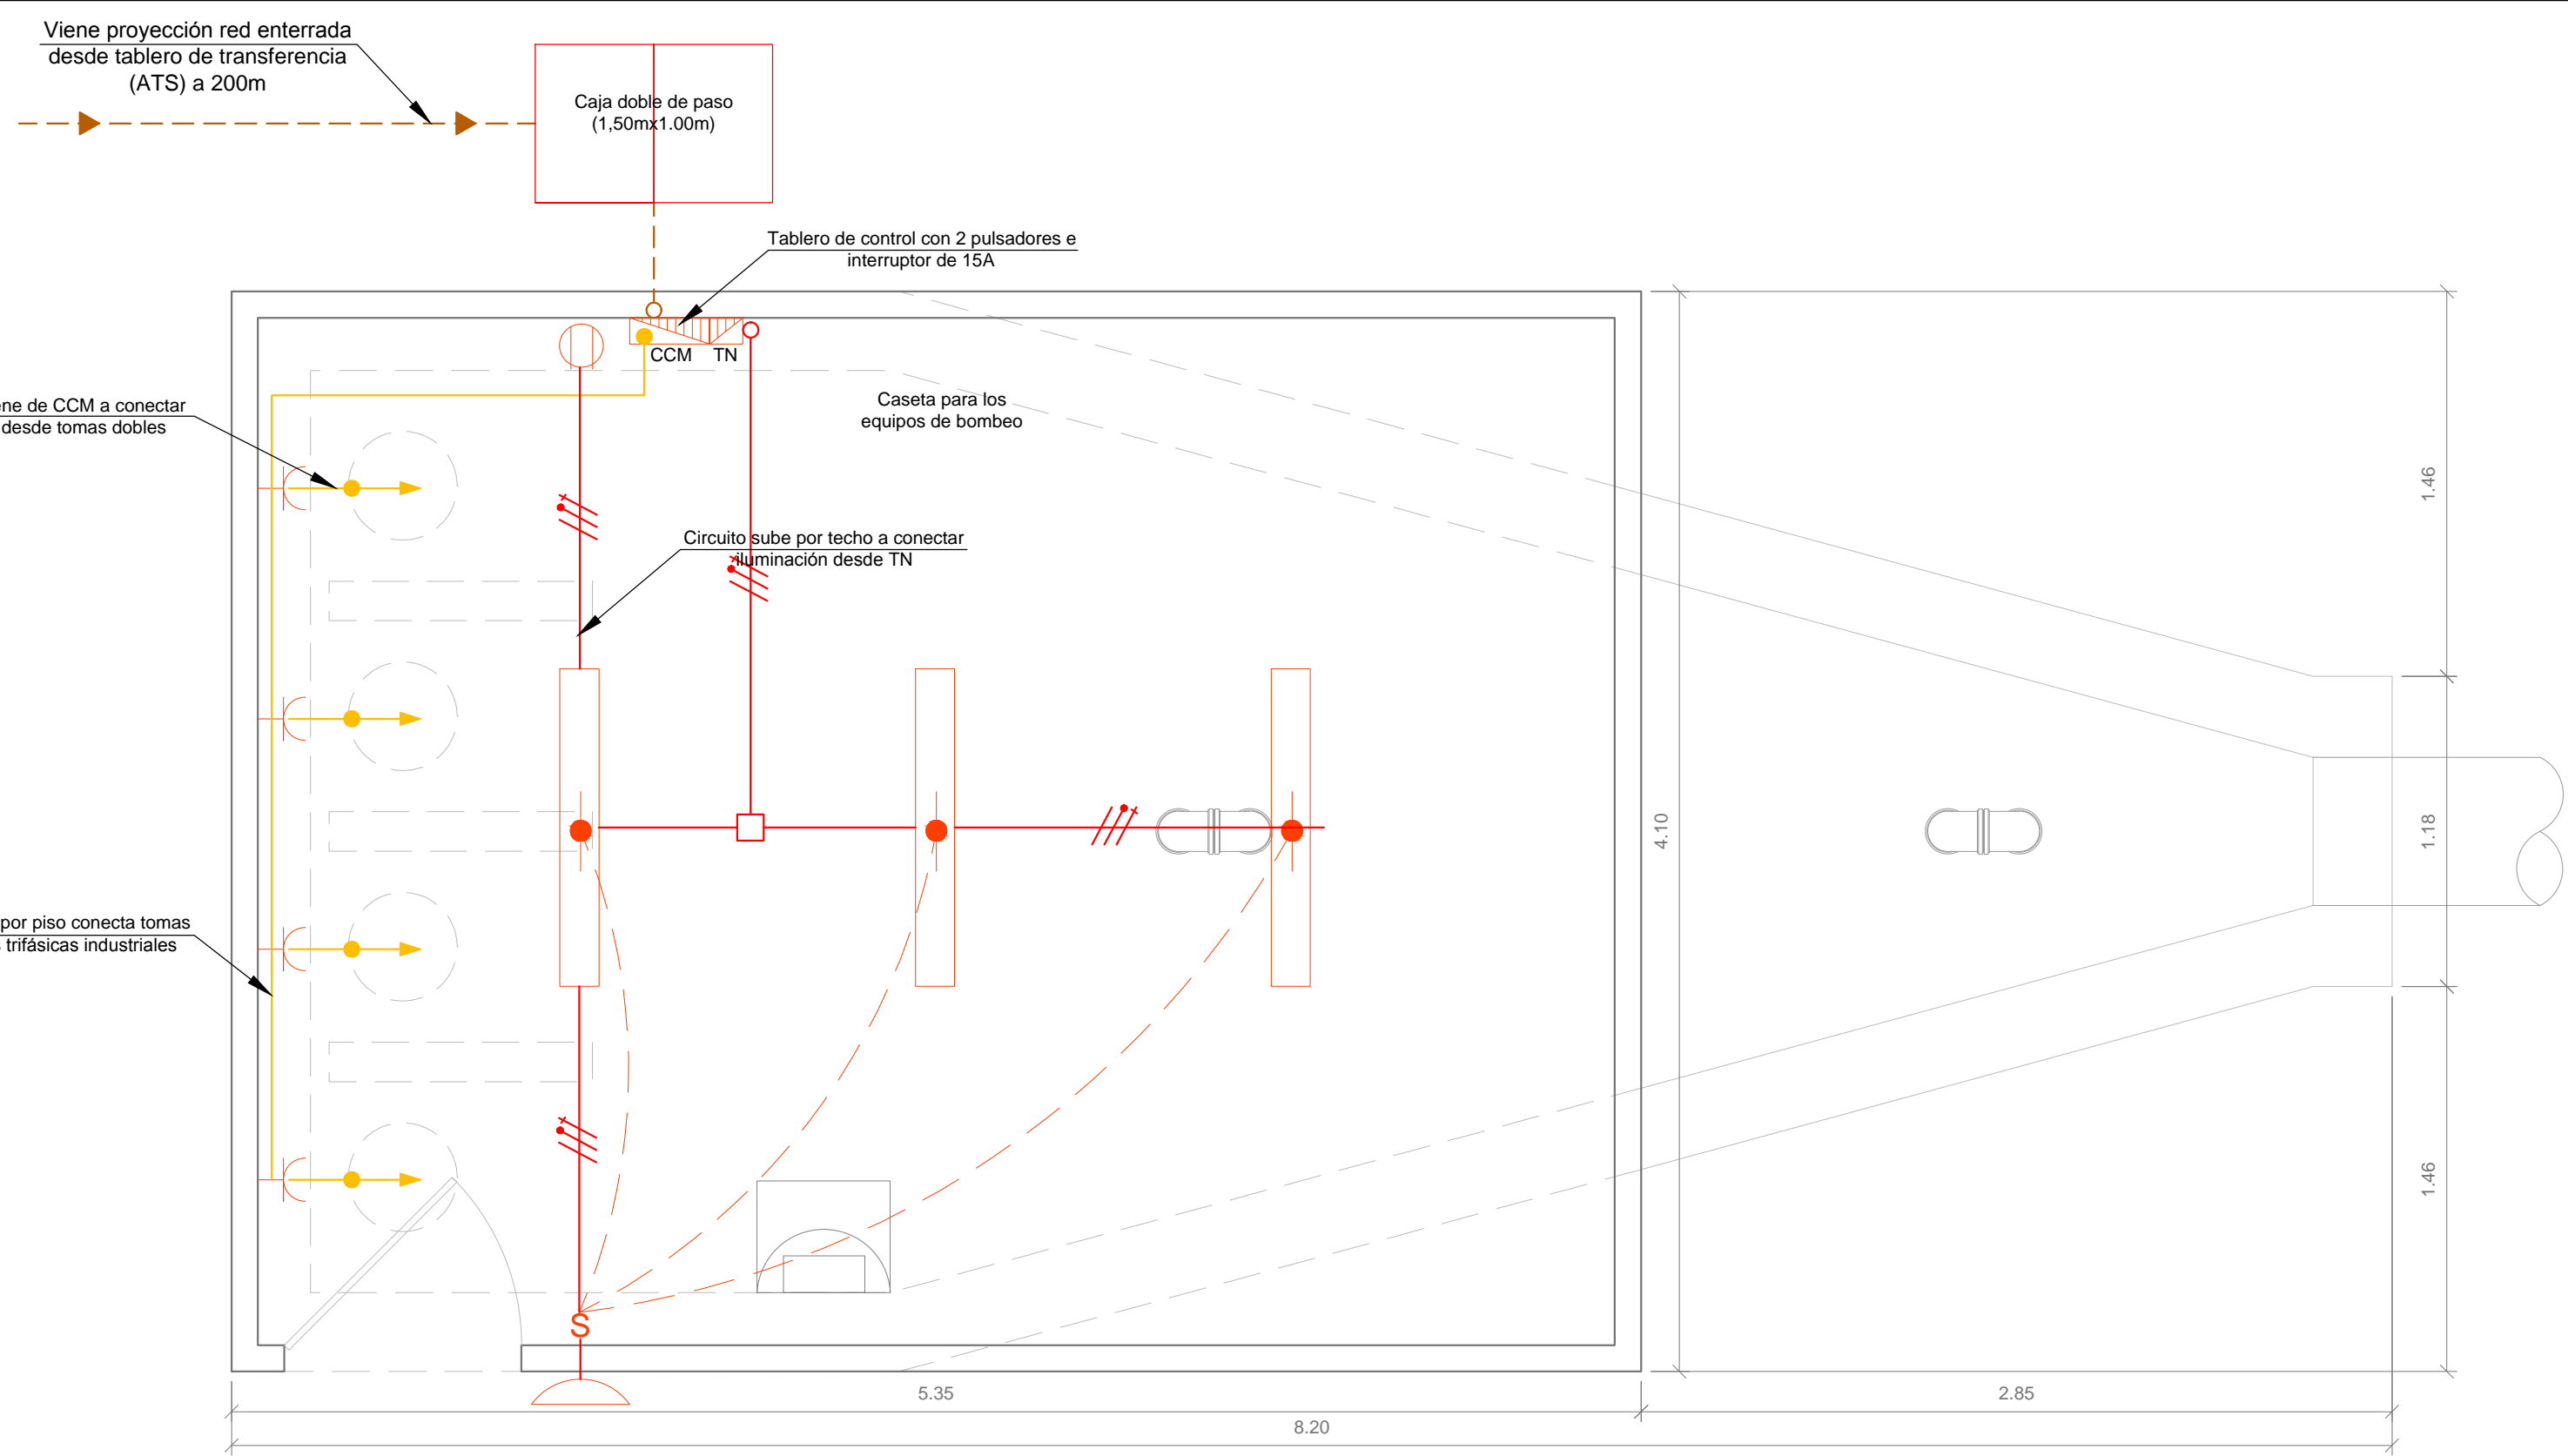 Viene proyección red enterrada
desde tablero de transferencia
(ATS) a 200m
Caja doble de paso
(1,50mx1.00m)
Tablero de control con 2 pulsadores e
interruptor de 15A
CCM
TN
de CCM a conectar
desde tomas dobles
Caseta para los
equipos de bombeo
Circuito sube por techo a conectar
iluminación desde TN
por piso conecta tomas
trifásicas industriales
S
1.46
4.10
1.18
1.46
5.35
2.85
8.20